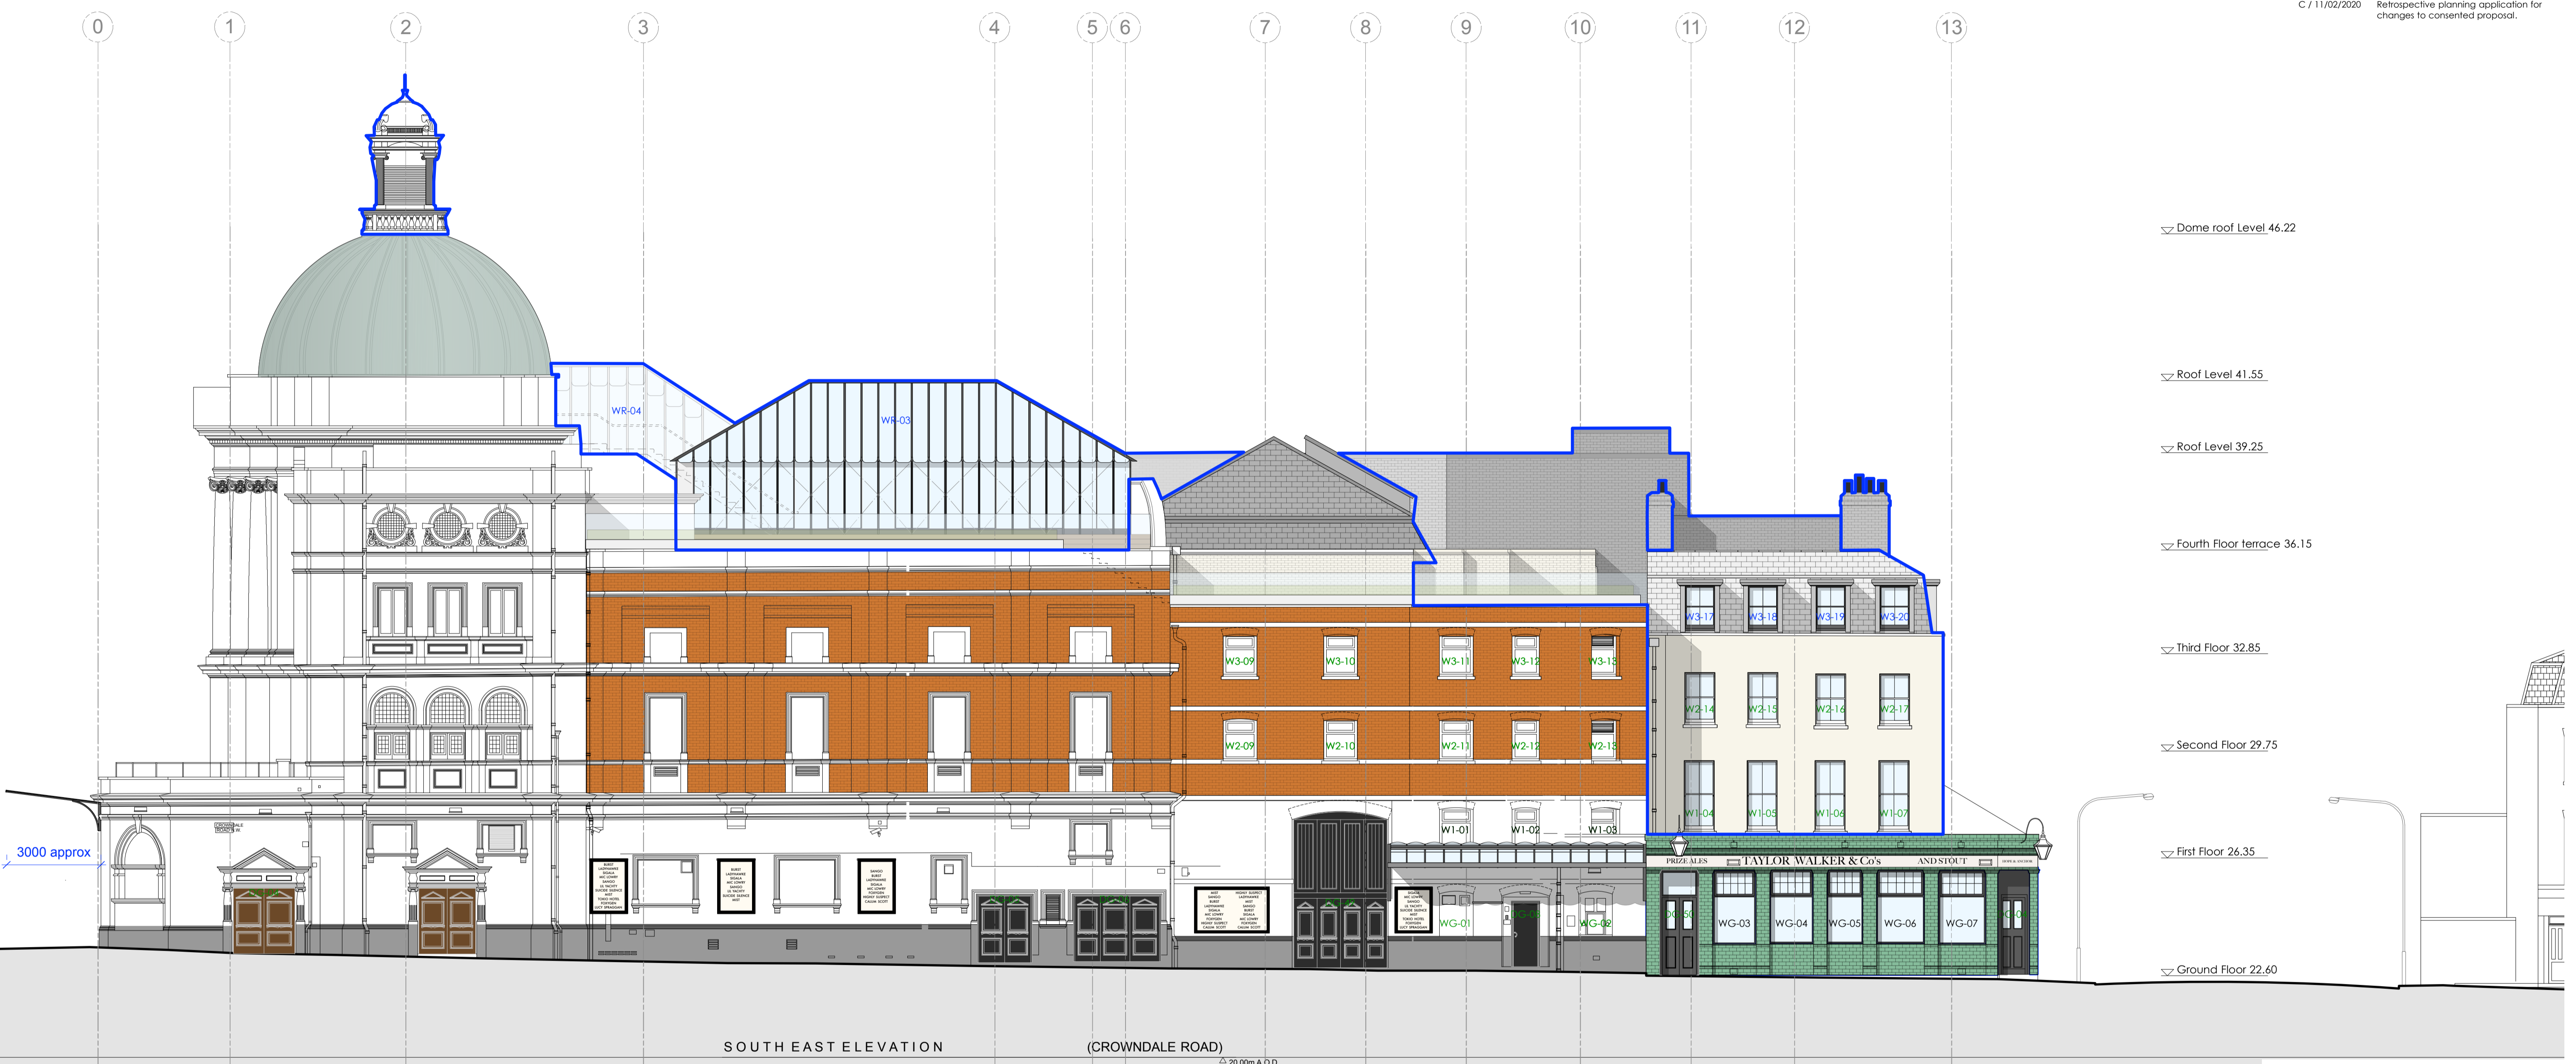 C / 11/02/2020 Retrospective planning application for
changes to consented proposal.
0 1 2 3 4 5 6 7 8 9 10 11 12 13
Dome roof Level 46.22
Roof Level 41.55
WR-04
WR-03
Roof Level 39.25
Fourth Floor terrace 36.15
W3-17 W3-18 W3-19 W3-20
Third Floor 32.85
W3-09 W3-10 W3-11 W3-12 W3-13
W2-14 W2-15 W2-16 W2-17
Second Floor 29.75
W2-09 W2-10 W2-11 W2-12 W2-13
W1-04 W1-05 W1-06 W1-07
CROWNDALE
ROAD N.W.
W1-01 W1-02 W1-03
3000 approx
First Floor 26.35
PRIZE ALES TAYLOR WALKER & Co's AND STOUT
WG-01 WG-02
WG-03 WG-04 WG-05 WG-06 WG-07
Ground Floor 22.60
SOUTH EAST ELEVATION (CROWNDALE ROAD)
20.00m A.O.D